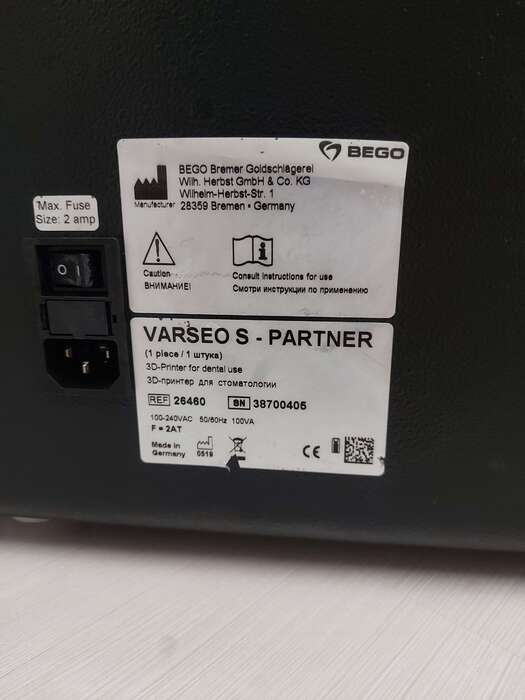 Max. Fuse
Size: 2 amp
O I
BEGO
BEGO Bremer Goldschlägerei
Wilh. Herbst GmbH & Co. KG
Wilhelm-Herbst-Str. 1
28359 Bremen • Germany
Manufacturer
Caution
ВНИМАНИЕ!
Consult instructions for use
Смотри инструкции по применению
VARSEO S - PARTNER
(1 piece / 1 штука)
3D-Printer for dental use
3D-принтер для стоматологии
REF 26460 SN 38700405
100-240VAC 50/60Hz 100VA
F = 2AT
Made in
Germany
0519
CE